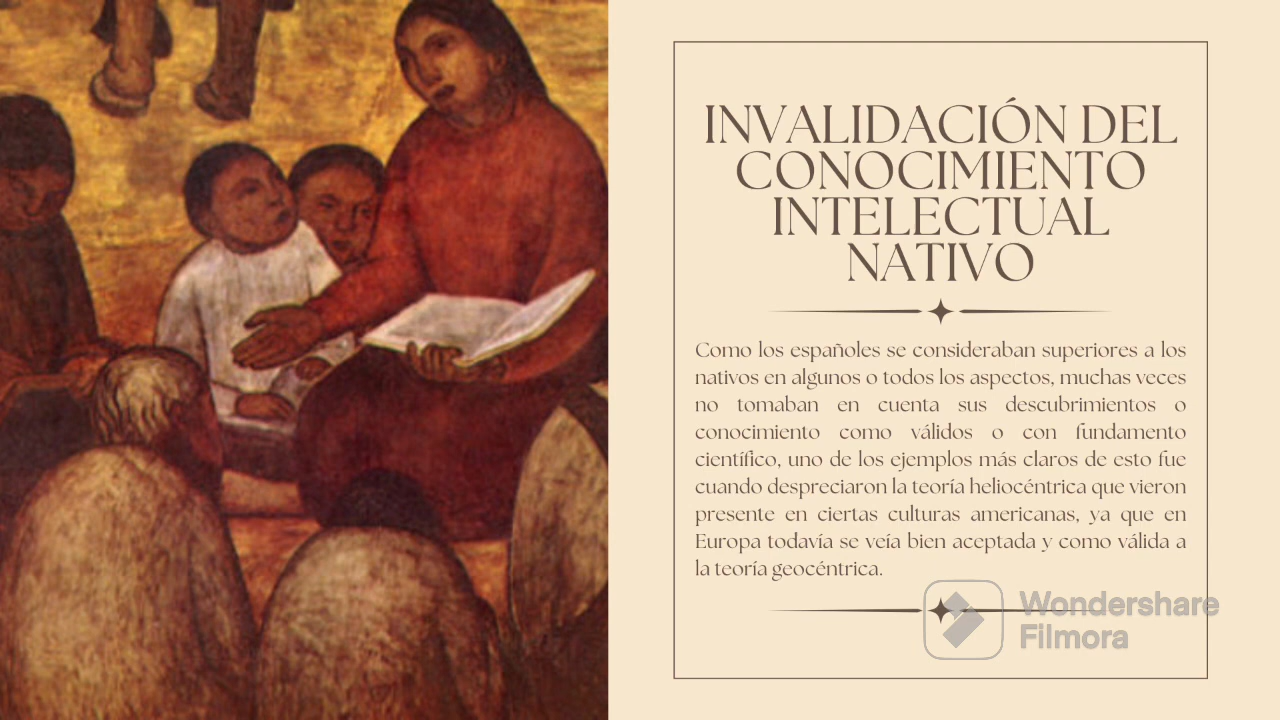 INVALIDACIÓN DEL
CONOCIMIENTO
INTELECTUAL
NATIVO
Como los españoles se consideraban superiores a los
nativos en algunos o todos los aspectos, muchas veces
no tomaban en cuenta sus descubrimientos o
conocimiento como válidos o con fundamento
científico, uno de los ejemplos más claros de esto fue
cuando despreciaron la teoría heliocéntrica que vieron
presente en ciertas culturas americanas, ya que en
Europa todavía se veía bien aceptada y como válida a
la teoría geocéntrica.
Wondershare
Filmora